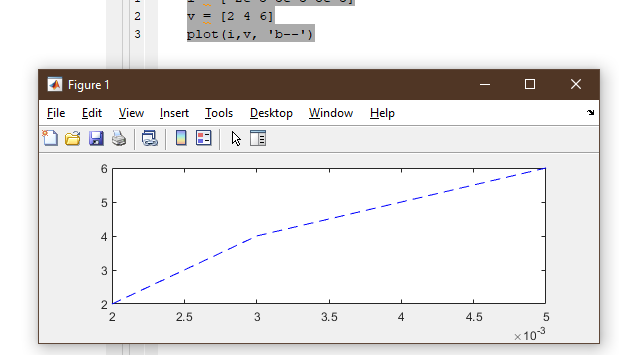 2 v = [2 4 6]
3 plot(i,v, 'b--')
Figure 1
File Edit View Insert Tools Desktop Window Help
6
5
4
3
2
2 2.5 3 3.5 4 4.5 5
×10-3